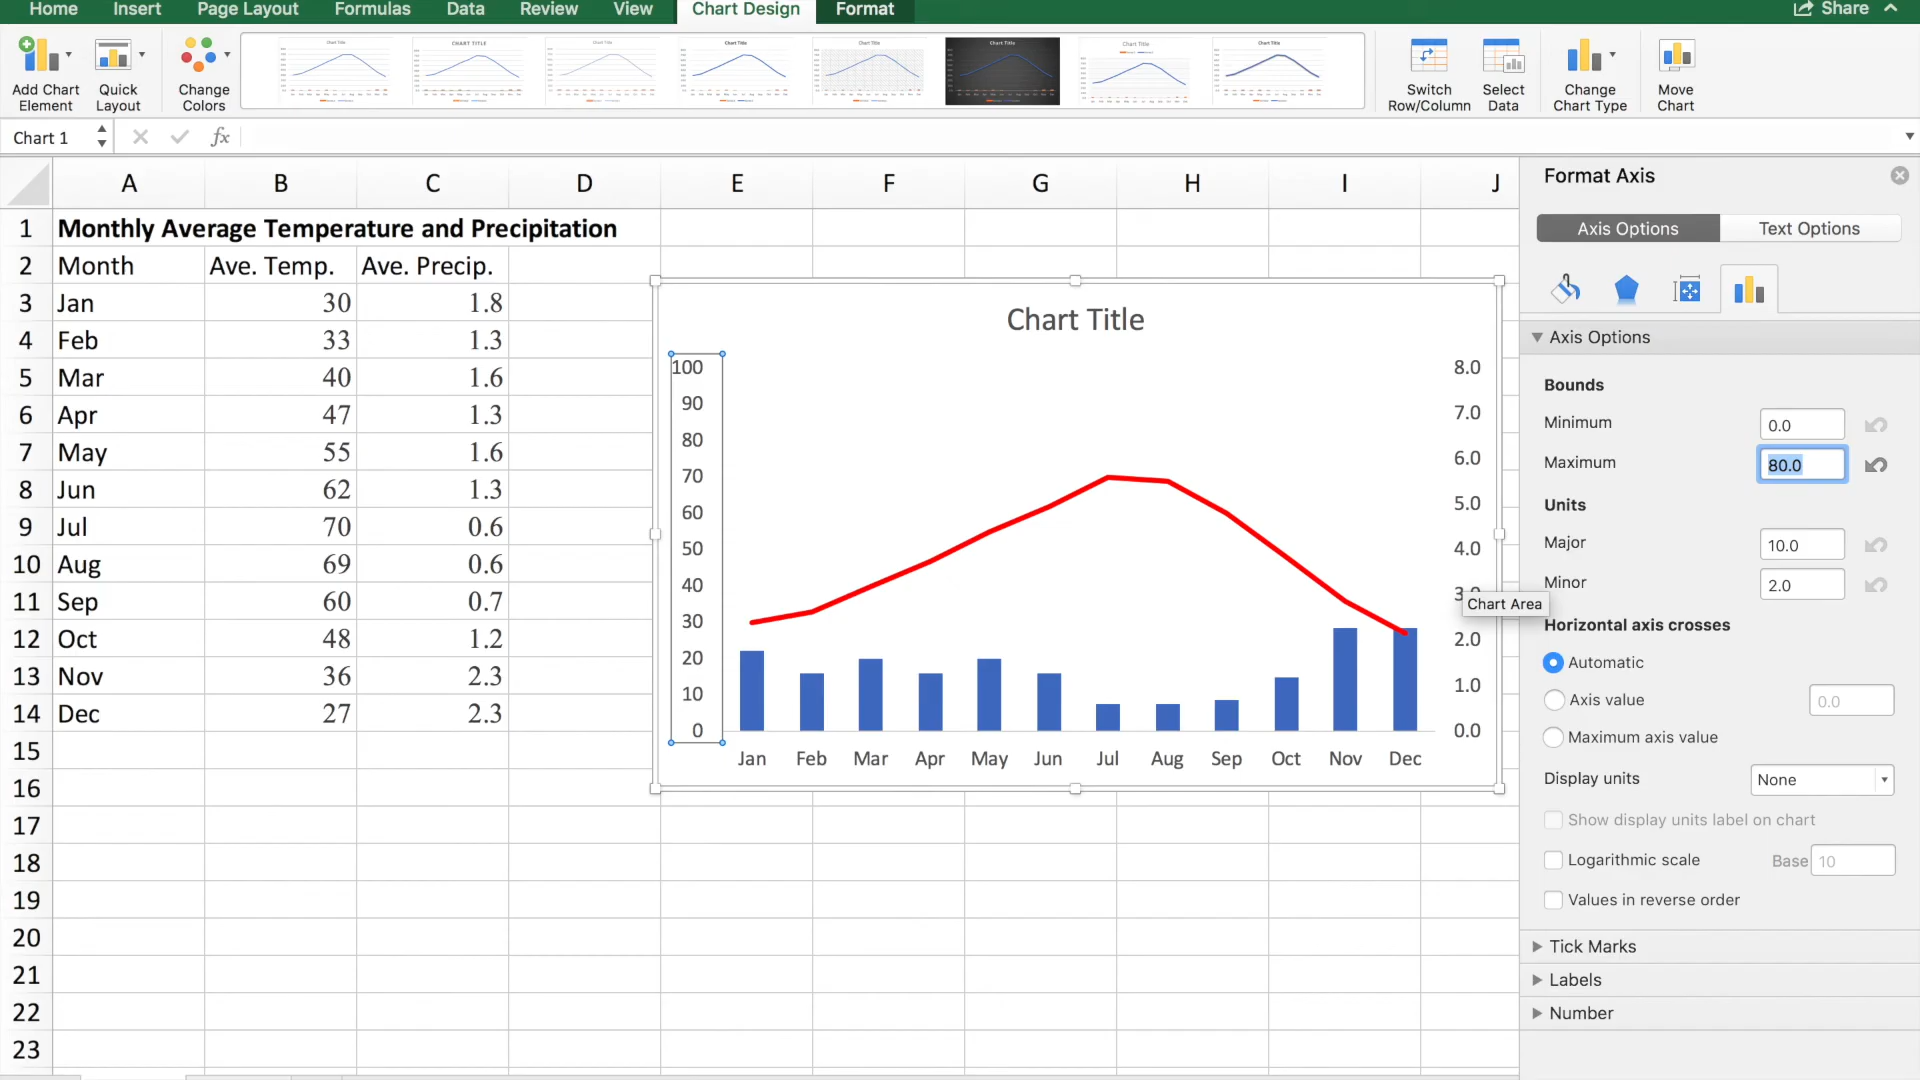 Home Insert Page Layout Formulas Data Review View Chart Design Format Share
Add Chart Element
Quick Layout
Change Colors
Switch Row/Column
Select Data
Change Chart Type
Move Chart
Chart 1 fx
A B C D E F G H I J
1 Monthly Average Temperature and Precipitation
2 Month Ave. Temp. Ave. Precip.
3 Jan 30 1.8
4 Feb 33 1.3
5 Mar 40 1.6
6 Apr 47 1.3
7 May 55 1.6
8 Jun 62 1.3
9 Jul 70 0.6
10 Aug 69 0.6
11 Sep 60 0.7
12 Oct 48 1.2
13 Nov 36 2.3
14 Dec 27 2.3
15
16
17
18
19
20
21
22
23
Chart Title
100
90
80
70
60
50
40
30
20
10
0
8.0
7.0
6.0
5.0
4.0
2.0
1.0
0.0
Chart Area
Jan Feb Mar Apr May Jun Jul Aug Sep Oct Nov Dec
Format Axis
Axis Options Text Options
Axis Options
Bounds
Minimum 0.0
Maximum 80.0
Units
Major 10.0
Minor 2.0
Horizontal axis crosses
Automatic
Axis value 0.0
Maximum axis value
Display units None
Show display units label on chart
Logarithmic scale Base 10
Values in reverse order
Tick Marks
Labels
Number